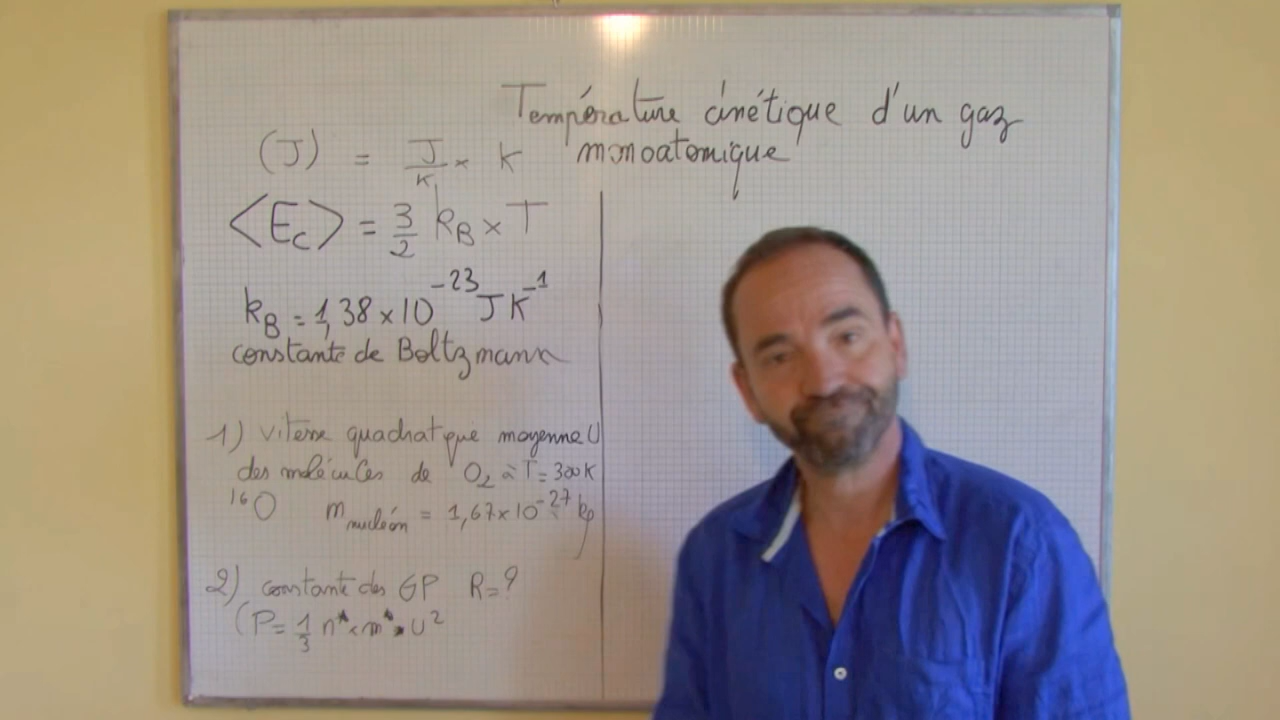 Température cinétique d'un gaz
monoatomique
(J) = J/K × K
<Ec> = 3/2 kB × T
kB = 1,38 × 10^-23 J K^-1
constante de Boltzmann
1) vitesse quadratique moyenne U
des molécules de O2 à T = 300K
16O m nucléon = 1,67 × 10^-27 kg
2) constante des GP R = ?
(P = 1/3 n* × m* • U²